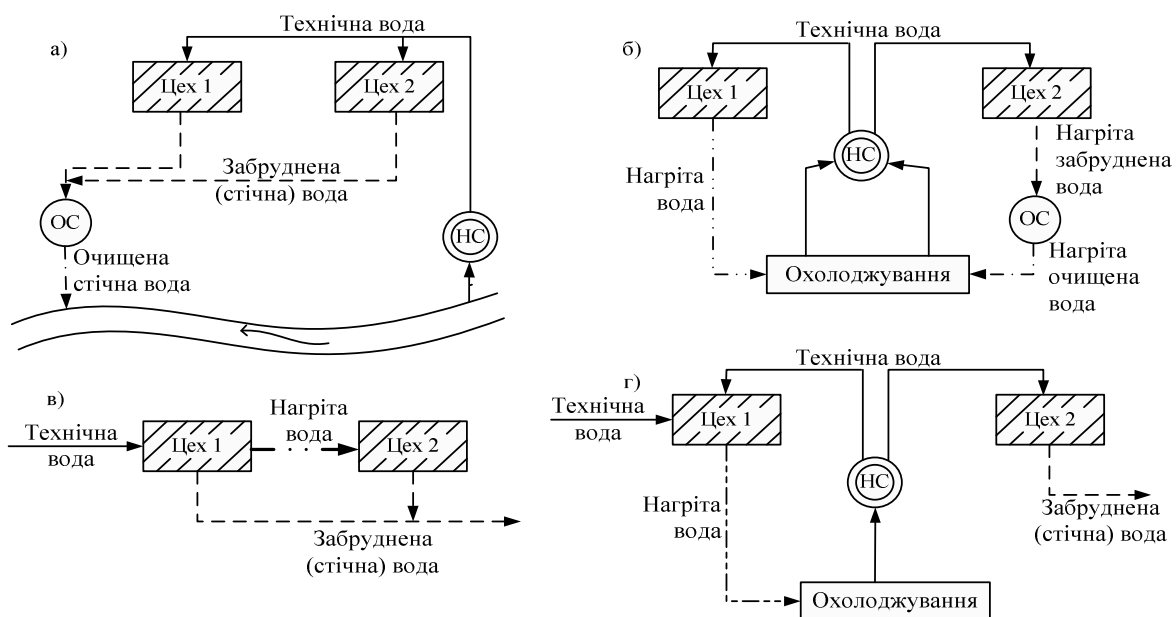 а)
Технічна вода
Цех 1
Цех 2
Забруднена
(стічна) вода
ОС
НС
Очищена
стічна вода
б)
Технічна вода
Цех 1
Цех 2
НС
Нагріта
вода
Нагріта
забруднена
вода
ОС
Охолоджування
Нагріта
очищена
вода
в)
Технічна
вода
Цех 1
Нагріта
вода
Цех 2
Забруднена
(стічна) вода
г)
Технічна вода
Технічна
вода
Цех 1
Цех 2
НС
Нагріта
вода
Забруднена
(стічна) вода
Охолоджування